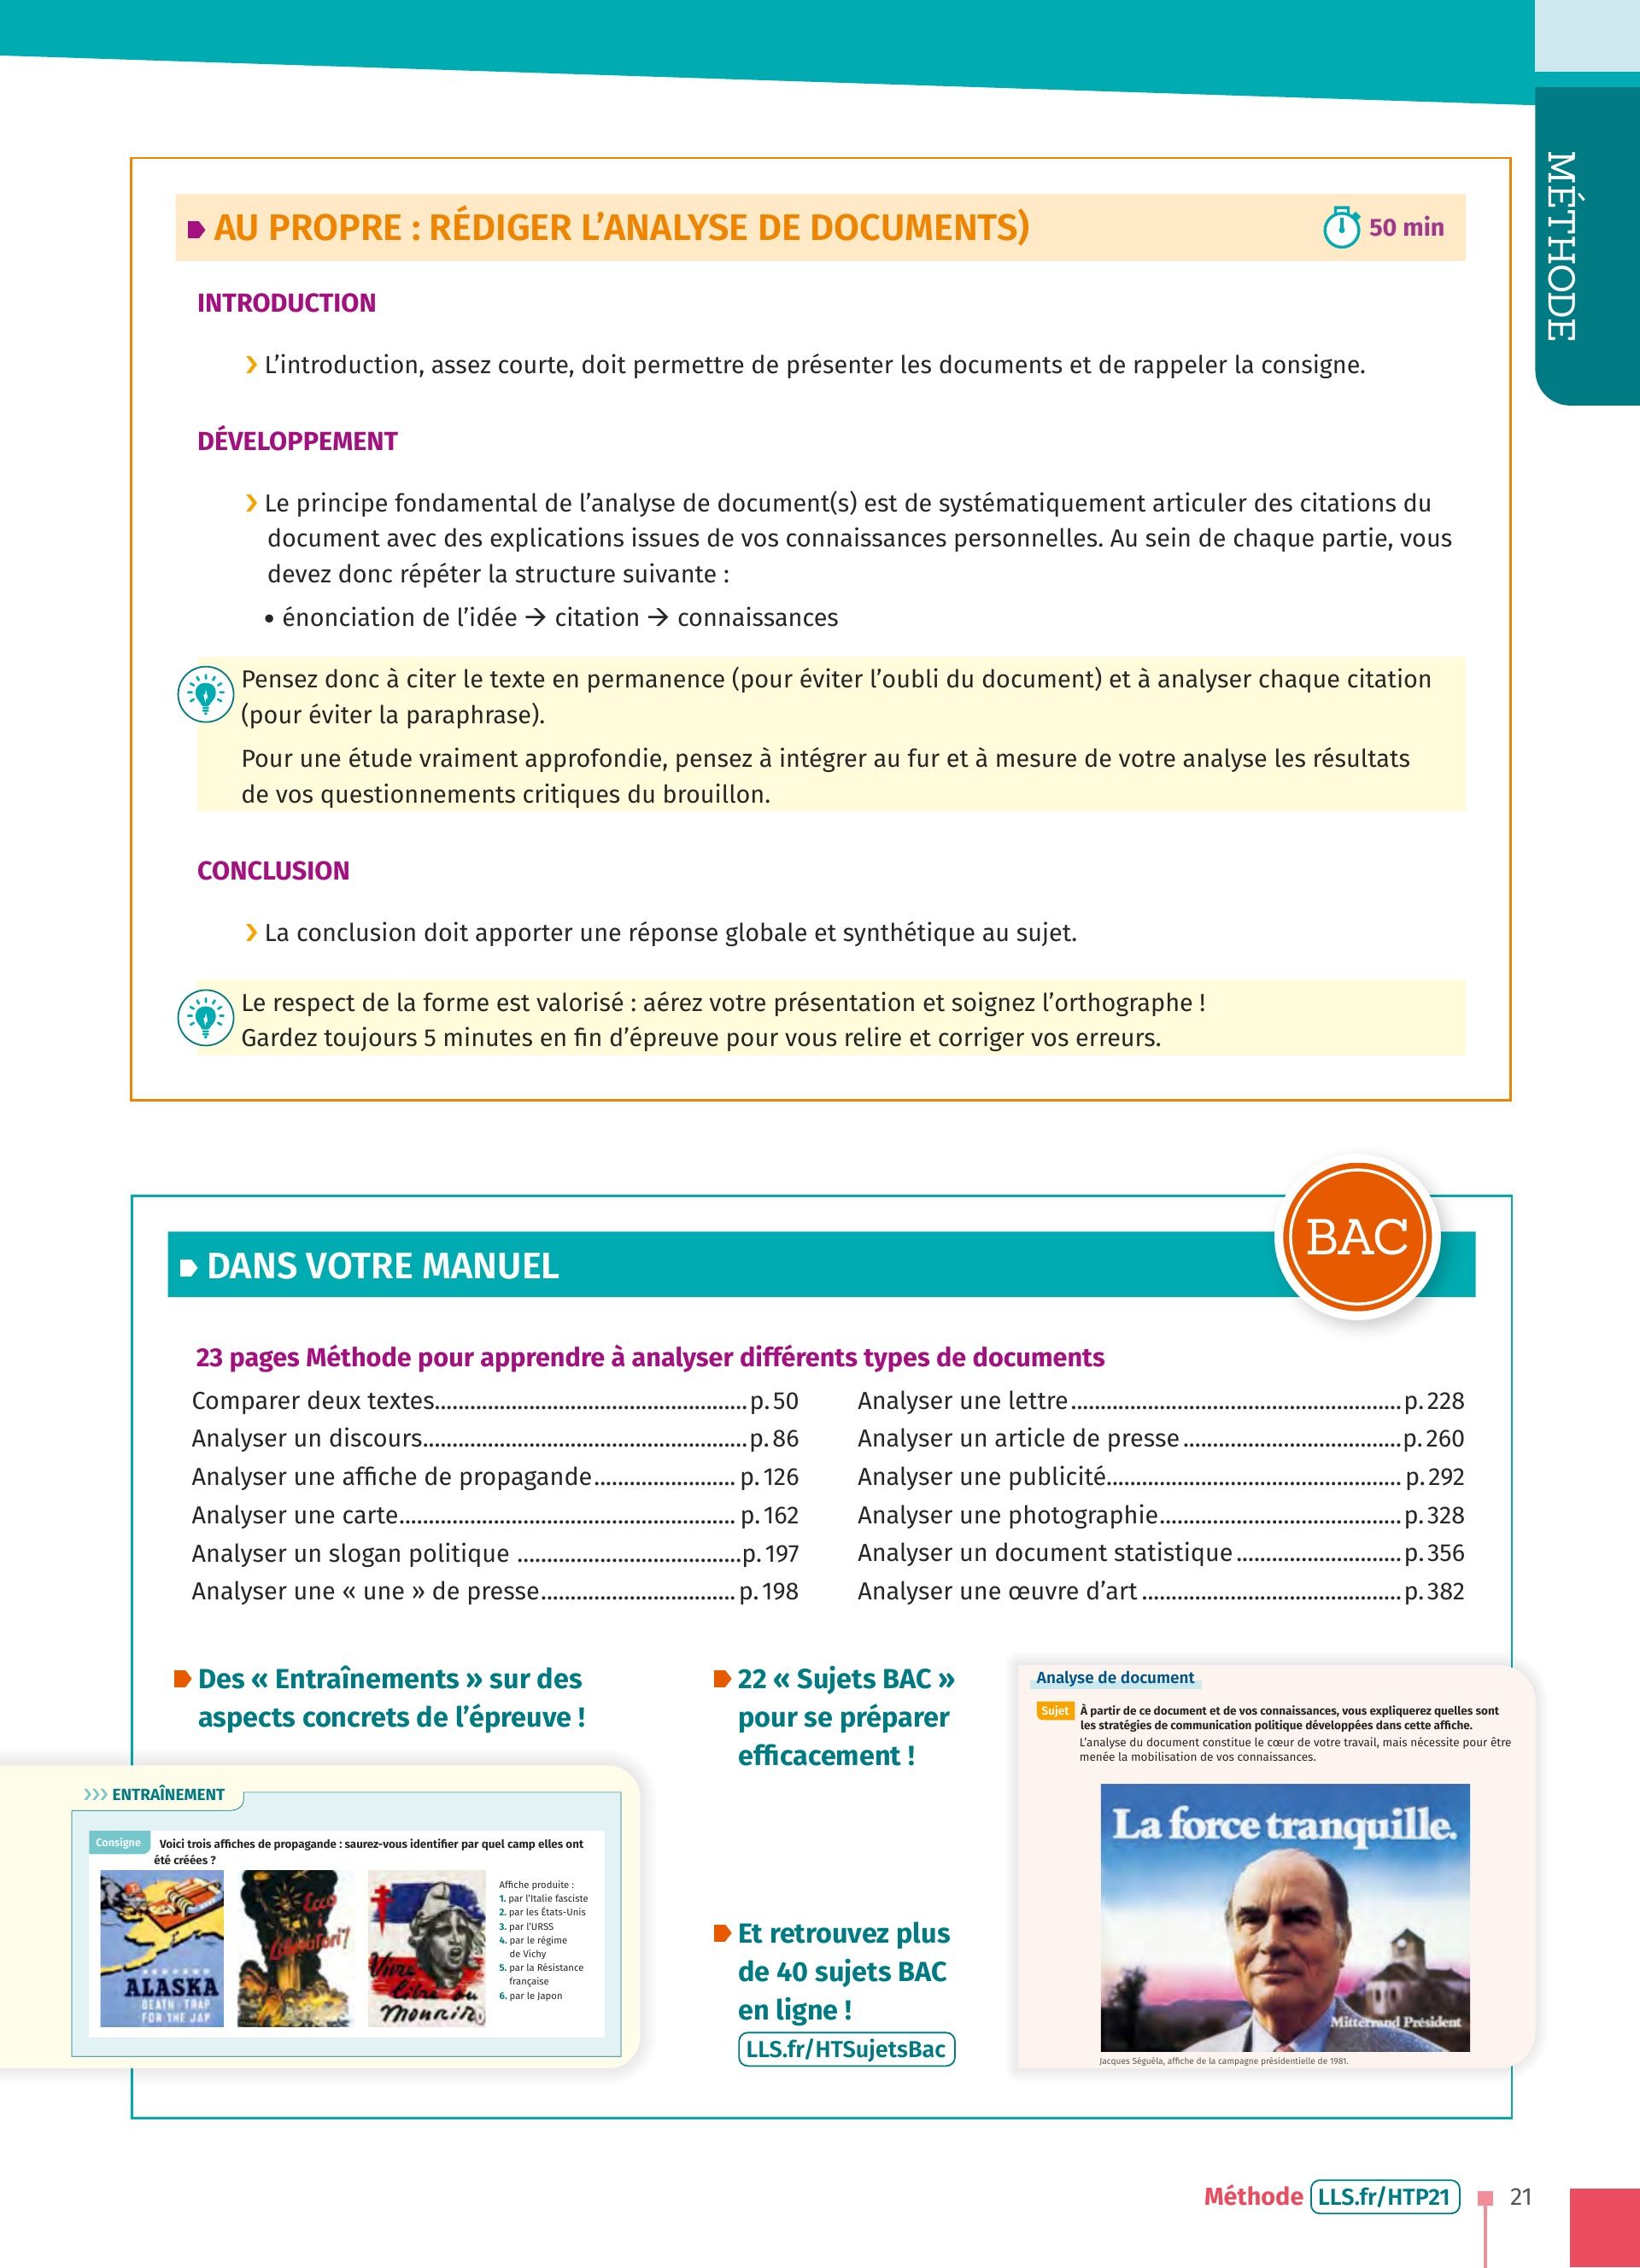 MÉTHODE
AU PROPRE : RÉDIGER L’ANALYSE DE DOCUMENTS)
50 min
INTRODUCTION
› L’introduction, assez courte, doit permettre de présenter les documents et de rappeler la consigne.
DÉVELOPPEMENT
› Le principe fondamental de l’analyse de document(s) est de systématiquement articuler des citations du
document avec des explications issues de vos connaissances personnelles. Au sein de chaque partie, vous
devez donc répéter la structure suivante :
• énonciation de l’idée → citation → connaissances
Pensez donc à citer le texte en permanence (pour éviter l’oubli du document) et à analyser chaque citation
(pour éviter la paraphrase).
Pour une étude vraiment approfondie, pensez à intégrer au fur et à mesure de votre analyse les résultats
de vos questionnements critiques du brouillon.
CONCLUSION
› La conclusion doit apporter une réponse globale et synthétique au sujet.
Le respect de la forme est valorisé : aérez votre présentation et soignez l’orthographe !
Gardez toujours 5 minutes en fin d’épreuve pour vous relire et corriger vos erreurs.
BAC
DANS VOTRE MANUEL
23 pages Méthode pour apprendre à analyser différents types de documents
Comparer deux textes.....p. 50
Analyser un discours.....p. 86
Analyser une affiche de propagande.....p. 126
Analyser une carte.....p. 162
Analyser un slogan politique .....p. 197
Analyser une « une » de presse.....p. 198
Analyser une lettre.....p. 228
Analyser un article de presse.....p. 260
Analyser une publicité.....p. 292
Analyser une photographie.....p. 328
Analyser un document statistique.....p. 356
Analyser une œuvre d’art.....p. 382
Des « Entraînements » sur des
aspects concrets de l’épreuve !
››› ENTRAÎNEMENT
Consigne Voici trois affiches de propagande : saurez-vous identifier par quel camp elles ont
été créées ?
ALASKA
DEATH-TRAP
FOR THE JAP
Ecco
i
liberatori!
Vivre
libre ou
mourir.
Affiche produite :
1. par l’Italie fasciste
2. par les États-Unis
3. par l’URSS
4. par le régime
de Vichy
5. par la Résistance
française
6. par le Japon
22 « Sujets BAC »
pour se préparer
efficacement !
Et retrouvez plus
de 40 sujets BAC
en ligne !
LLS.fr/HTSujetsBac
Analyse de document
Sujet À partir de ce document et de vos connaissances, vous expliquerez quelles sont
les stratégies de communication politique développées dans cette affiche.
L’analyse du document constitue le cœur de votre travail, mais nécessite pour être
menée la mobilisation de vos connaissances.
La force tranquille.
Mitterrand Président
Jacques Séguéla, affiche de la campagne présidentielle de 1981.
Méthode LLS.fr/HTP21
21